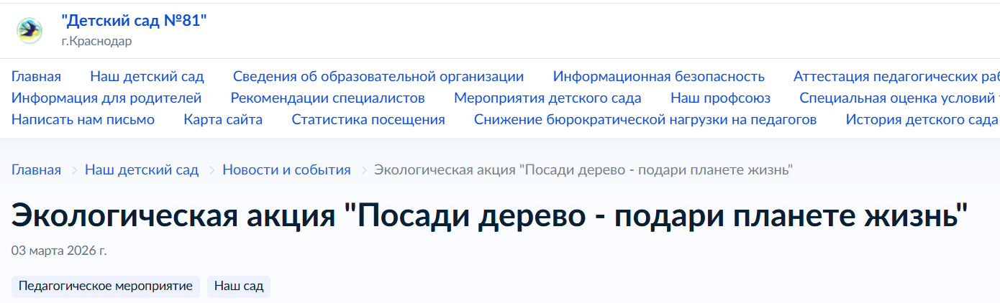 "Детский сад №81"
г.Краснодар
Главная Наш детский сад Сведения об образовательной организации Информационная безопасность Аттестация педагогических
Информация для родителей Рекомендации специалистов Мероприятия детского сада Наш профсоюз Специальная оценка условий
Написать нам письмо Карта сайта Статистика посещения Снижение бюрократической нагрузки на педагогов История детского сада
Главная Наш детский сад Новости и события Экологическая акция "Посади дерево - подари планете жизнь"
Экологическая акция "Посади дерево - подари планете жизнь"
03 марта 2026 г.
Педагогическое мероприятие Наш сад